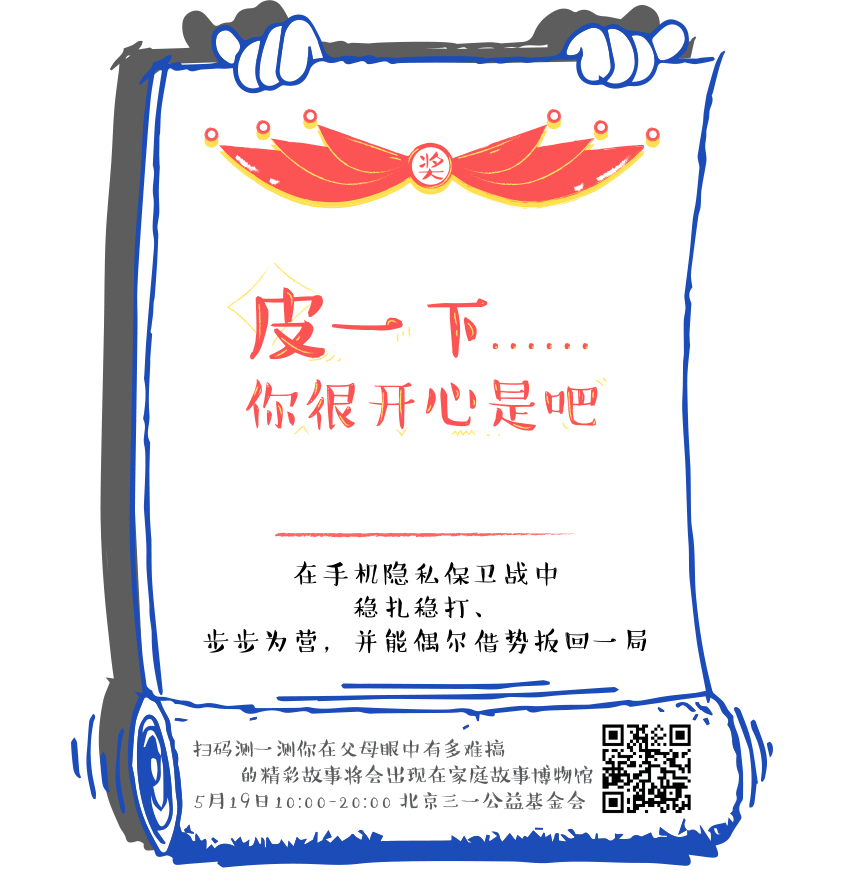 奖
皮一下......
你很开心是吧
在手机隐私保卫战中
稳扎稳打、
步步为营，并能偶尔借势扳回一局
扫码测一测你在父母眼中有多难搞
的精彩故事将会出现在家庭故事博物馆
5月19日10:00-20:00 北京三一公益基金会